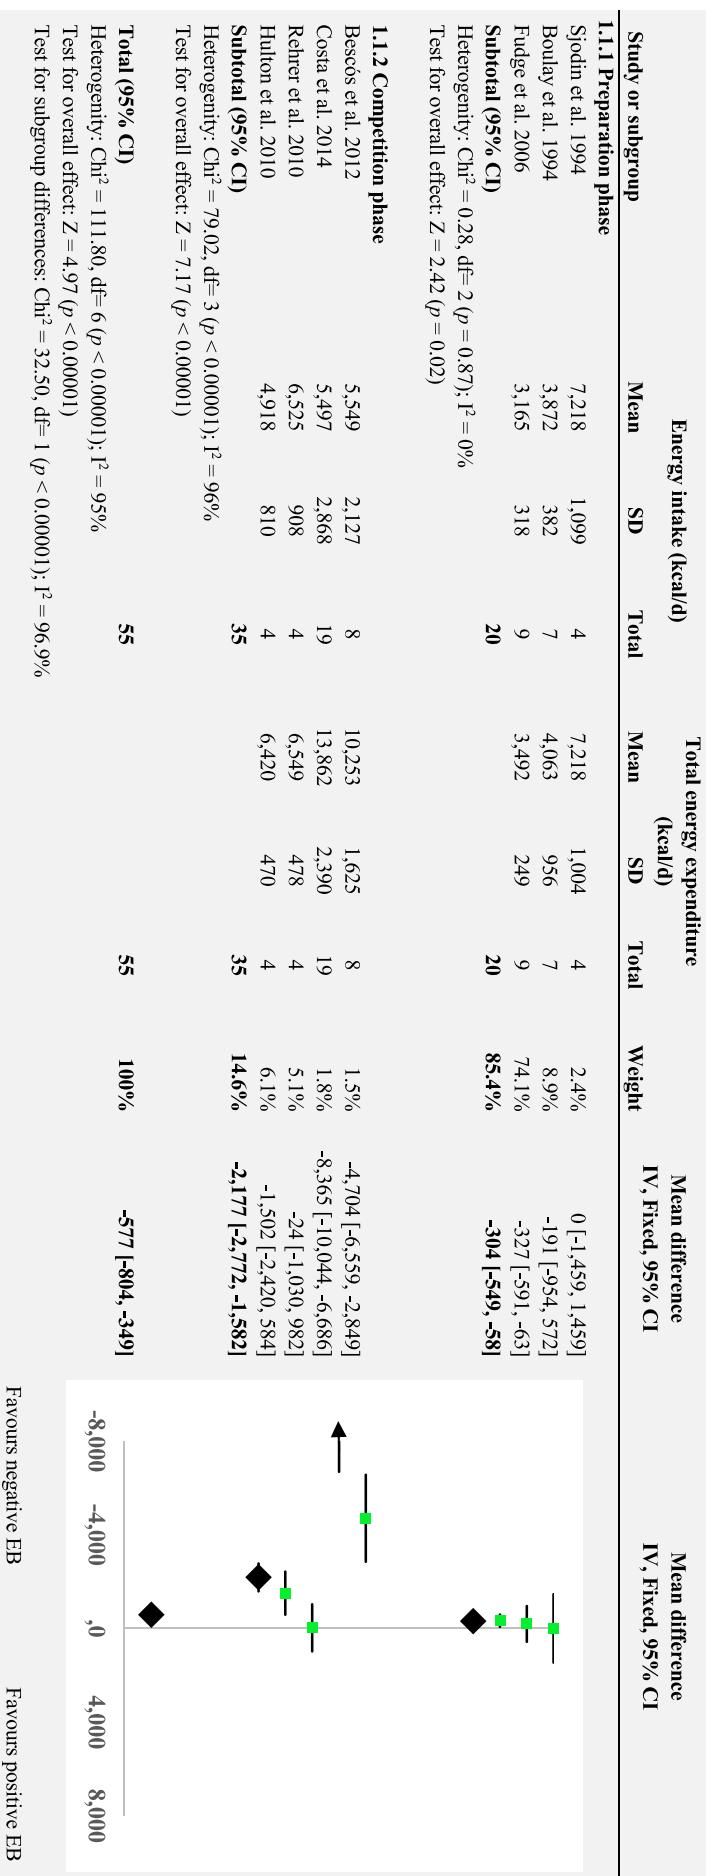 Energy intake (kcal/d) Total energy expenditure (kcal/d) Mean difference Mean difference
Study or subgroup Mean SD Total Mean SD Total Weight IV, Fixed, 95% CI IV, Fixed, 95% CI
1.1.1 Preparation phase
Sjodin et al. 1994 7,218 1,099 4 7,218 1,004 4 2.4% 0 [-1,459, 1,459]
Boulay et al. 1994 3,872 382 7 4,063 956 7 8.9% -191 [-954, 572]
Fudge et al. 2006 3,165 318 9 3,492 249 9 74.1% -327 [-591, -63]
Subtotal (95% CI) 20 20 85.4% -304 [-549, -58]
Heterogenity: Chi² = 0.28, df= 2 (p = 0.87); I² = 0%
Test for overall effect: Z = 2.42 (p = 0.02)
1.1.2 Competition phase
Bescós et al. 2012 5,549 2,127 8 10,253 1,625 8 1.5% -4,704 [-6,559, -2,849]
Costa et al. 2014 5,497 2,868 19 13,862 2,390 19 1.8% -8,365 [-10,044, -6,686]
Rehrer et al. 2010 6,525 908 4 6,549 478 4 5.1% -24 [-1,030, 982]
Hulton et al. 2010 4,918 810 4 6,420 470 4 6.1% -1,502 [-2,420, 584]
Subtotal (95% CI) 35 35 14.6% -2,177 [-2,772, -1,582]
Heterogenity: Chi² = 79.02, df= 3 (p < 0.00001); I² = 96%
Test for overall effect: Z = 7.17 (p < 0.00001)
Total (95% CI) 55 55 100% -577 [-804, -349]
Heterogenity: Chi² = 111.80, df= 6 (p < 0.00001); I² = 95%
Test for overall effect: Z = 4.97 (p < 0.00001)
Test for subgroup differences: Chi² = 32.50, df= 1 (p < 0.00001); I² = 96.9%
-8,000 -4,000 ,0 4,000 8,000
Favours negative EB Favours positive EB